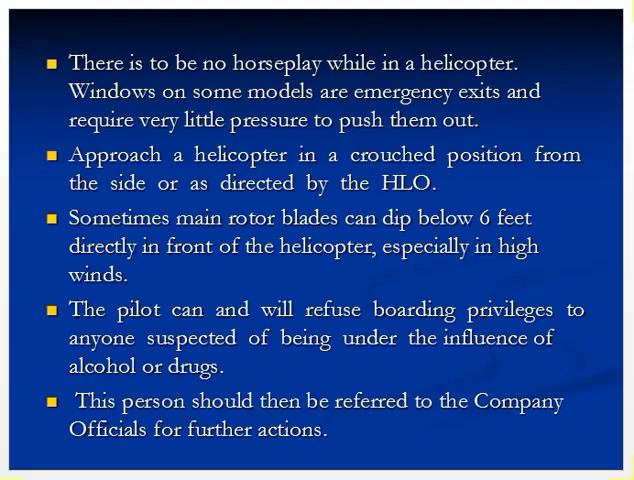 There is to be no horseplay while in a helicopter.
Windows on some models are emergency exits and
require very little pressure to push them out.
Approach a helicopter in a crouched position from
the side or as directed by the HLO.
Sometimes main rotor blades can dip below 6 feet
directly in front of the helicopter, especially in high
winds.
The pilot can and will refuse boarding privileges to
anyone suspected of being under the influence of
alcohol or drugs.
This person should then be referred to the Company
Officials for further actions.